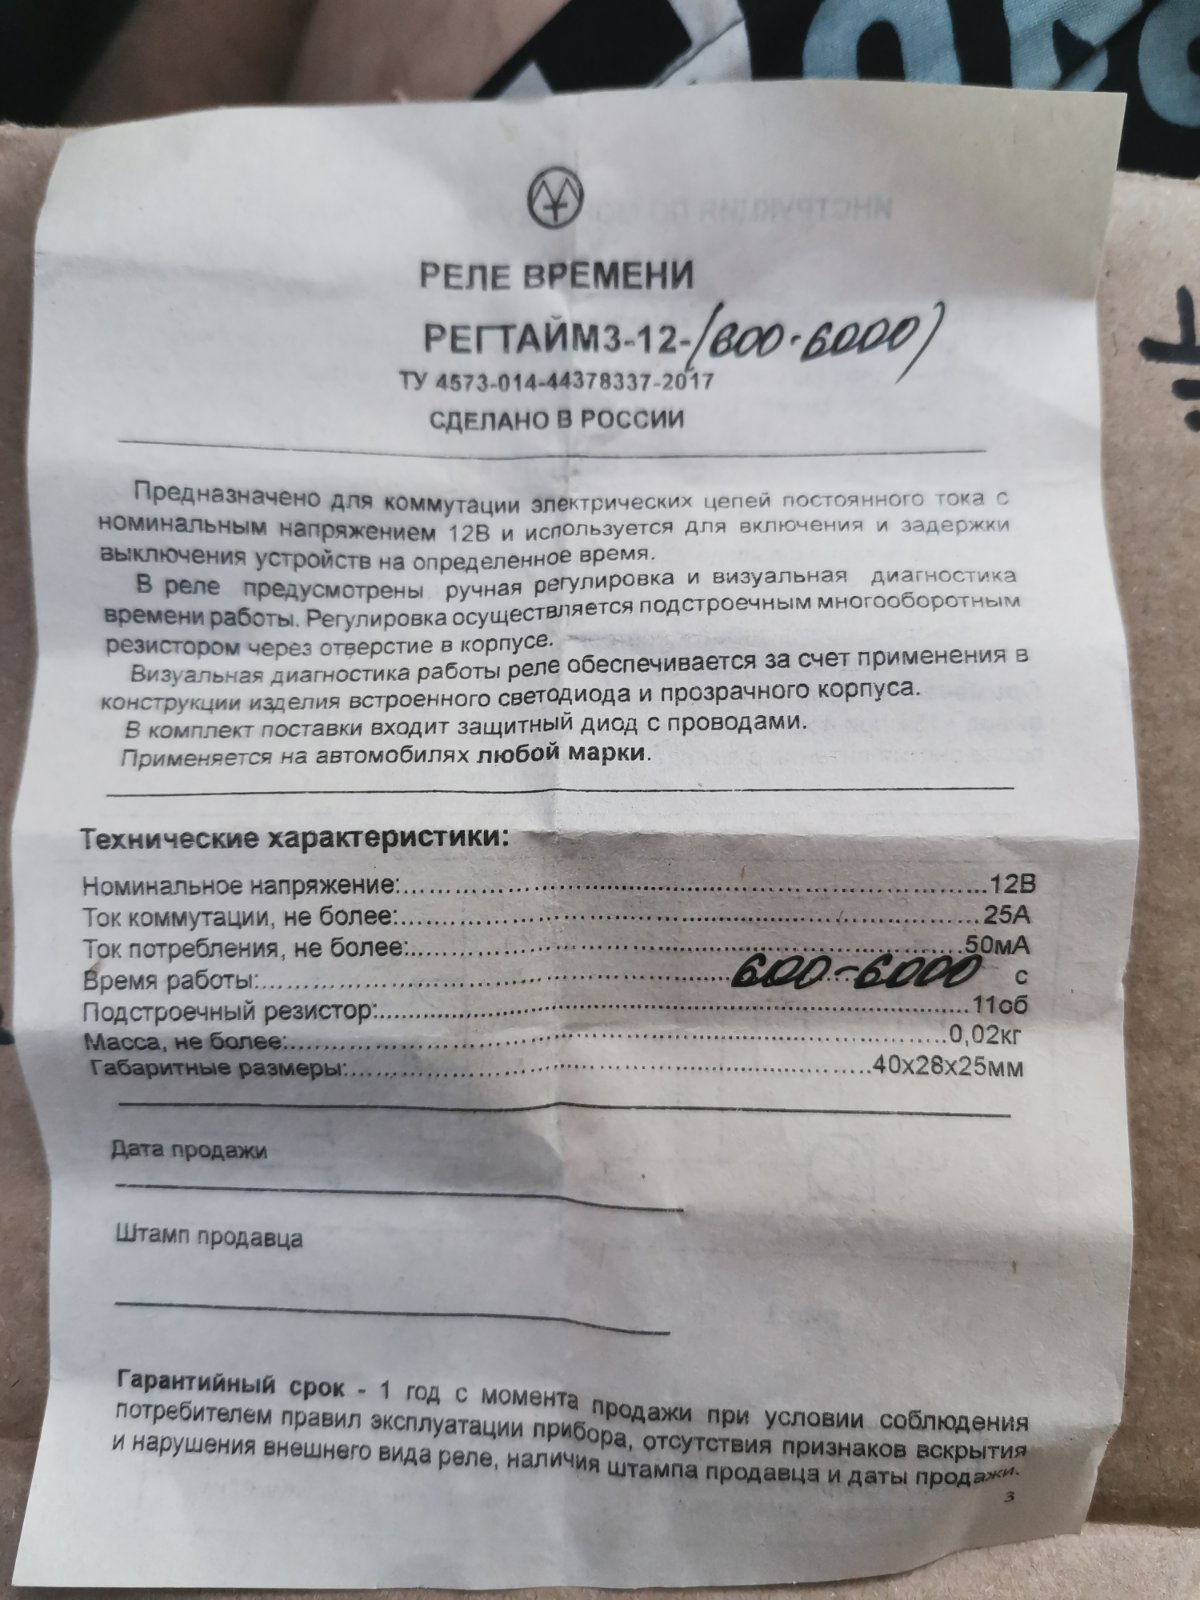 РЕЛЕ ВРЕМЕНИ
РЕГТАЙМ3-12-(600-6000)
ТУ 4573-014-44378337-2017
СДЕЛАНО В РОССИИ
Предназначено для коммутации электрических цепей постоянного тока с
номинальным напряжением 12В и используется для включения и задержки
выключения устройств на определенное время.
В реле предусмотрены ручная регулировка и визуальная диагностика
времени работы. Регулировка осуществляется подстроечным многооборотным
резистором через отверстие в корпусе.
Визуальная диагностика работы реле обеспечивается за счет применения в
конструкции изделия встроенного светодиода и прозрачного корпуса.
В комплект поставки входит защитный диод с проводами.
Применяется на автомобилях любой марки.
Технические характеристики:
Номинальное напряжение:..........12В
Ток коммутации, не более:..........25А
Ток потребления, не более:..........50мА
Время работы:..........600-6000 с
Подстроечный резистор:..........11об
Масса, не более:..........0,02кг
Габаритные размеры:..........40х28х25мм
Дата продажи
Штамп продавца
Гарантийный срок - 1 год с момента продажи при условии соблюдения
потребителем правил эксплуатации прибора, отсутствия признаков вскрытия
и нарушения внешнего вида реле, наличия штампа продавца и даты продажи.
3